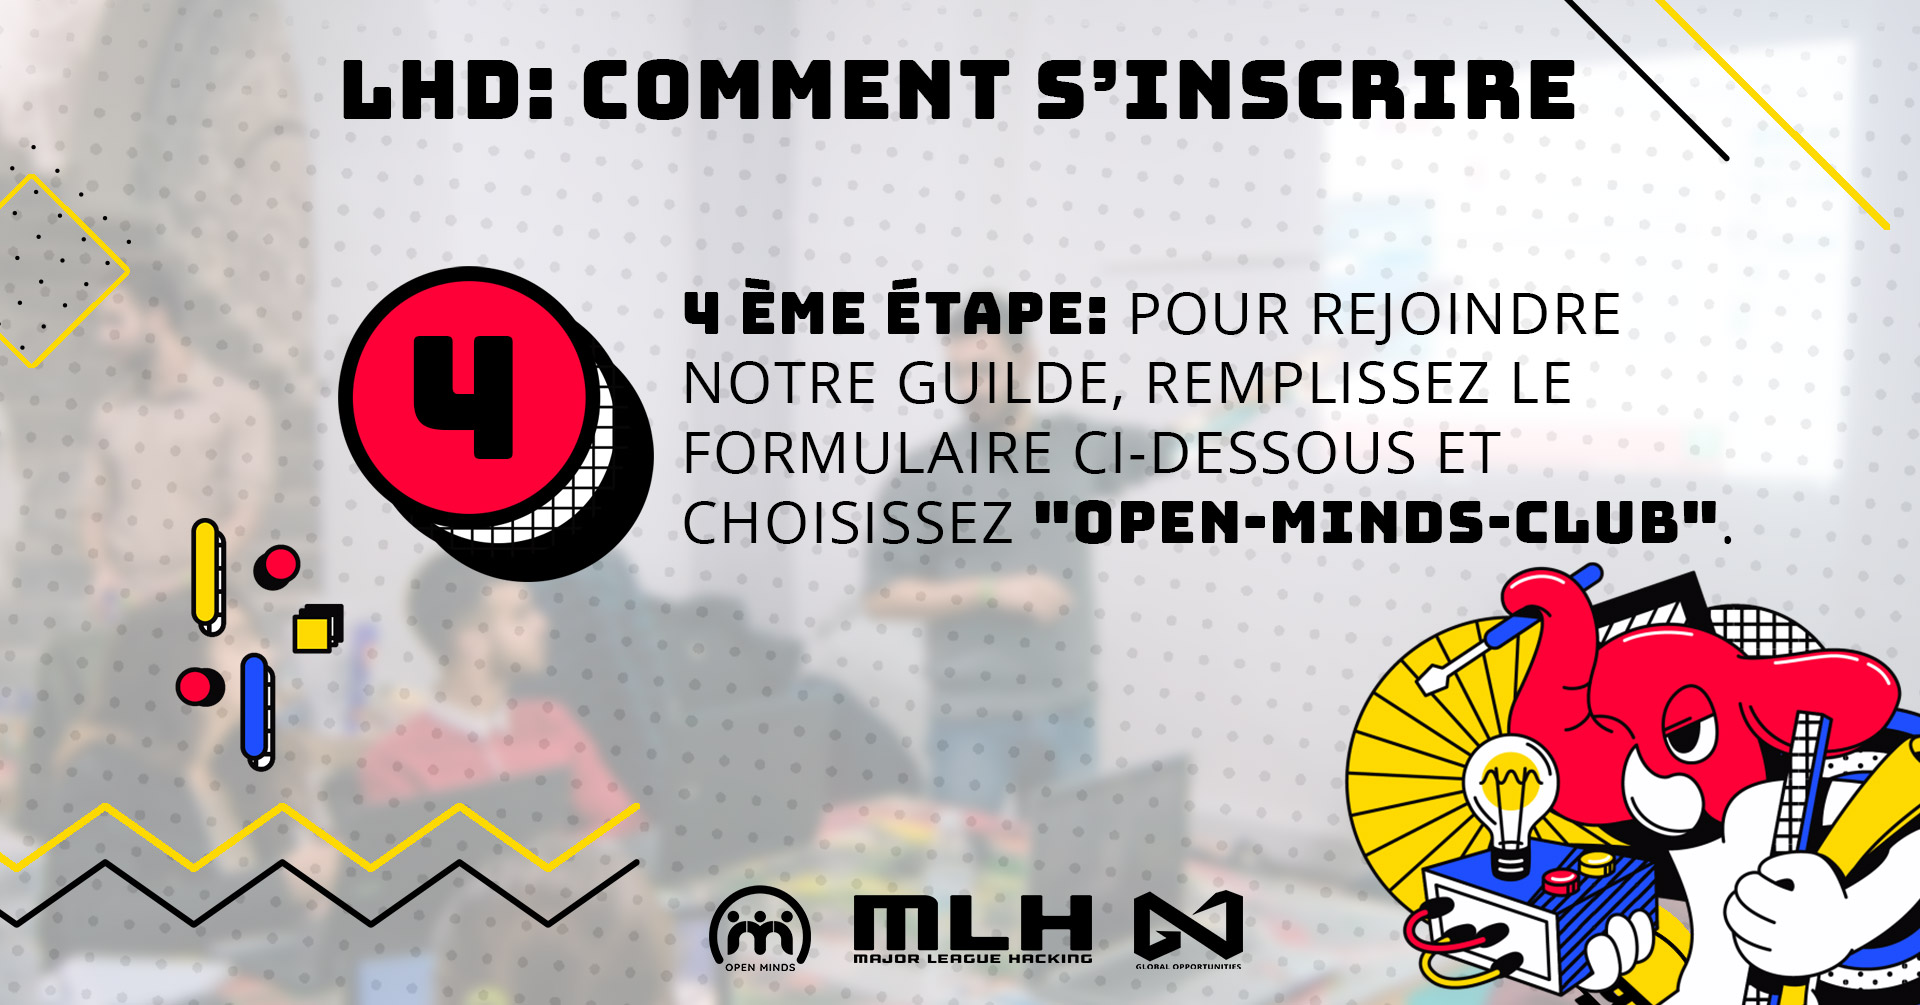 LHD: COMMENT S’INSCRIRE
4
4 ÈME ÉTAPE: POUR REJOINDRE
NOTRE GUILDE, REMPLISSEZ LE
FORMULAIRE CI-DESSOUS ET
CHOISISSEZ "OPEN-MINDS-CLUB".
OPEN MINDS
MLH
MAJOR LEAGUE HACKING
GLOBAL OPPORTUNITIES